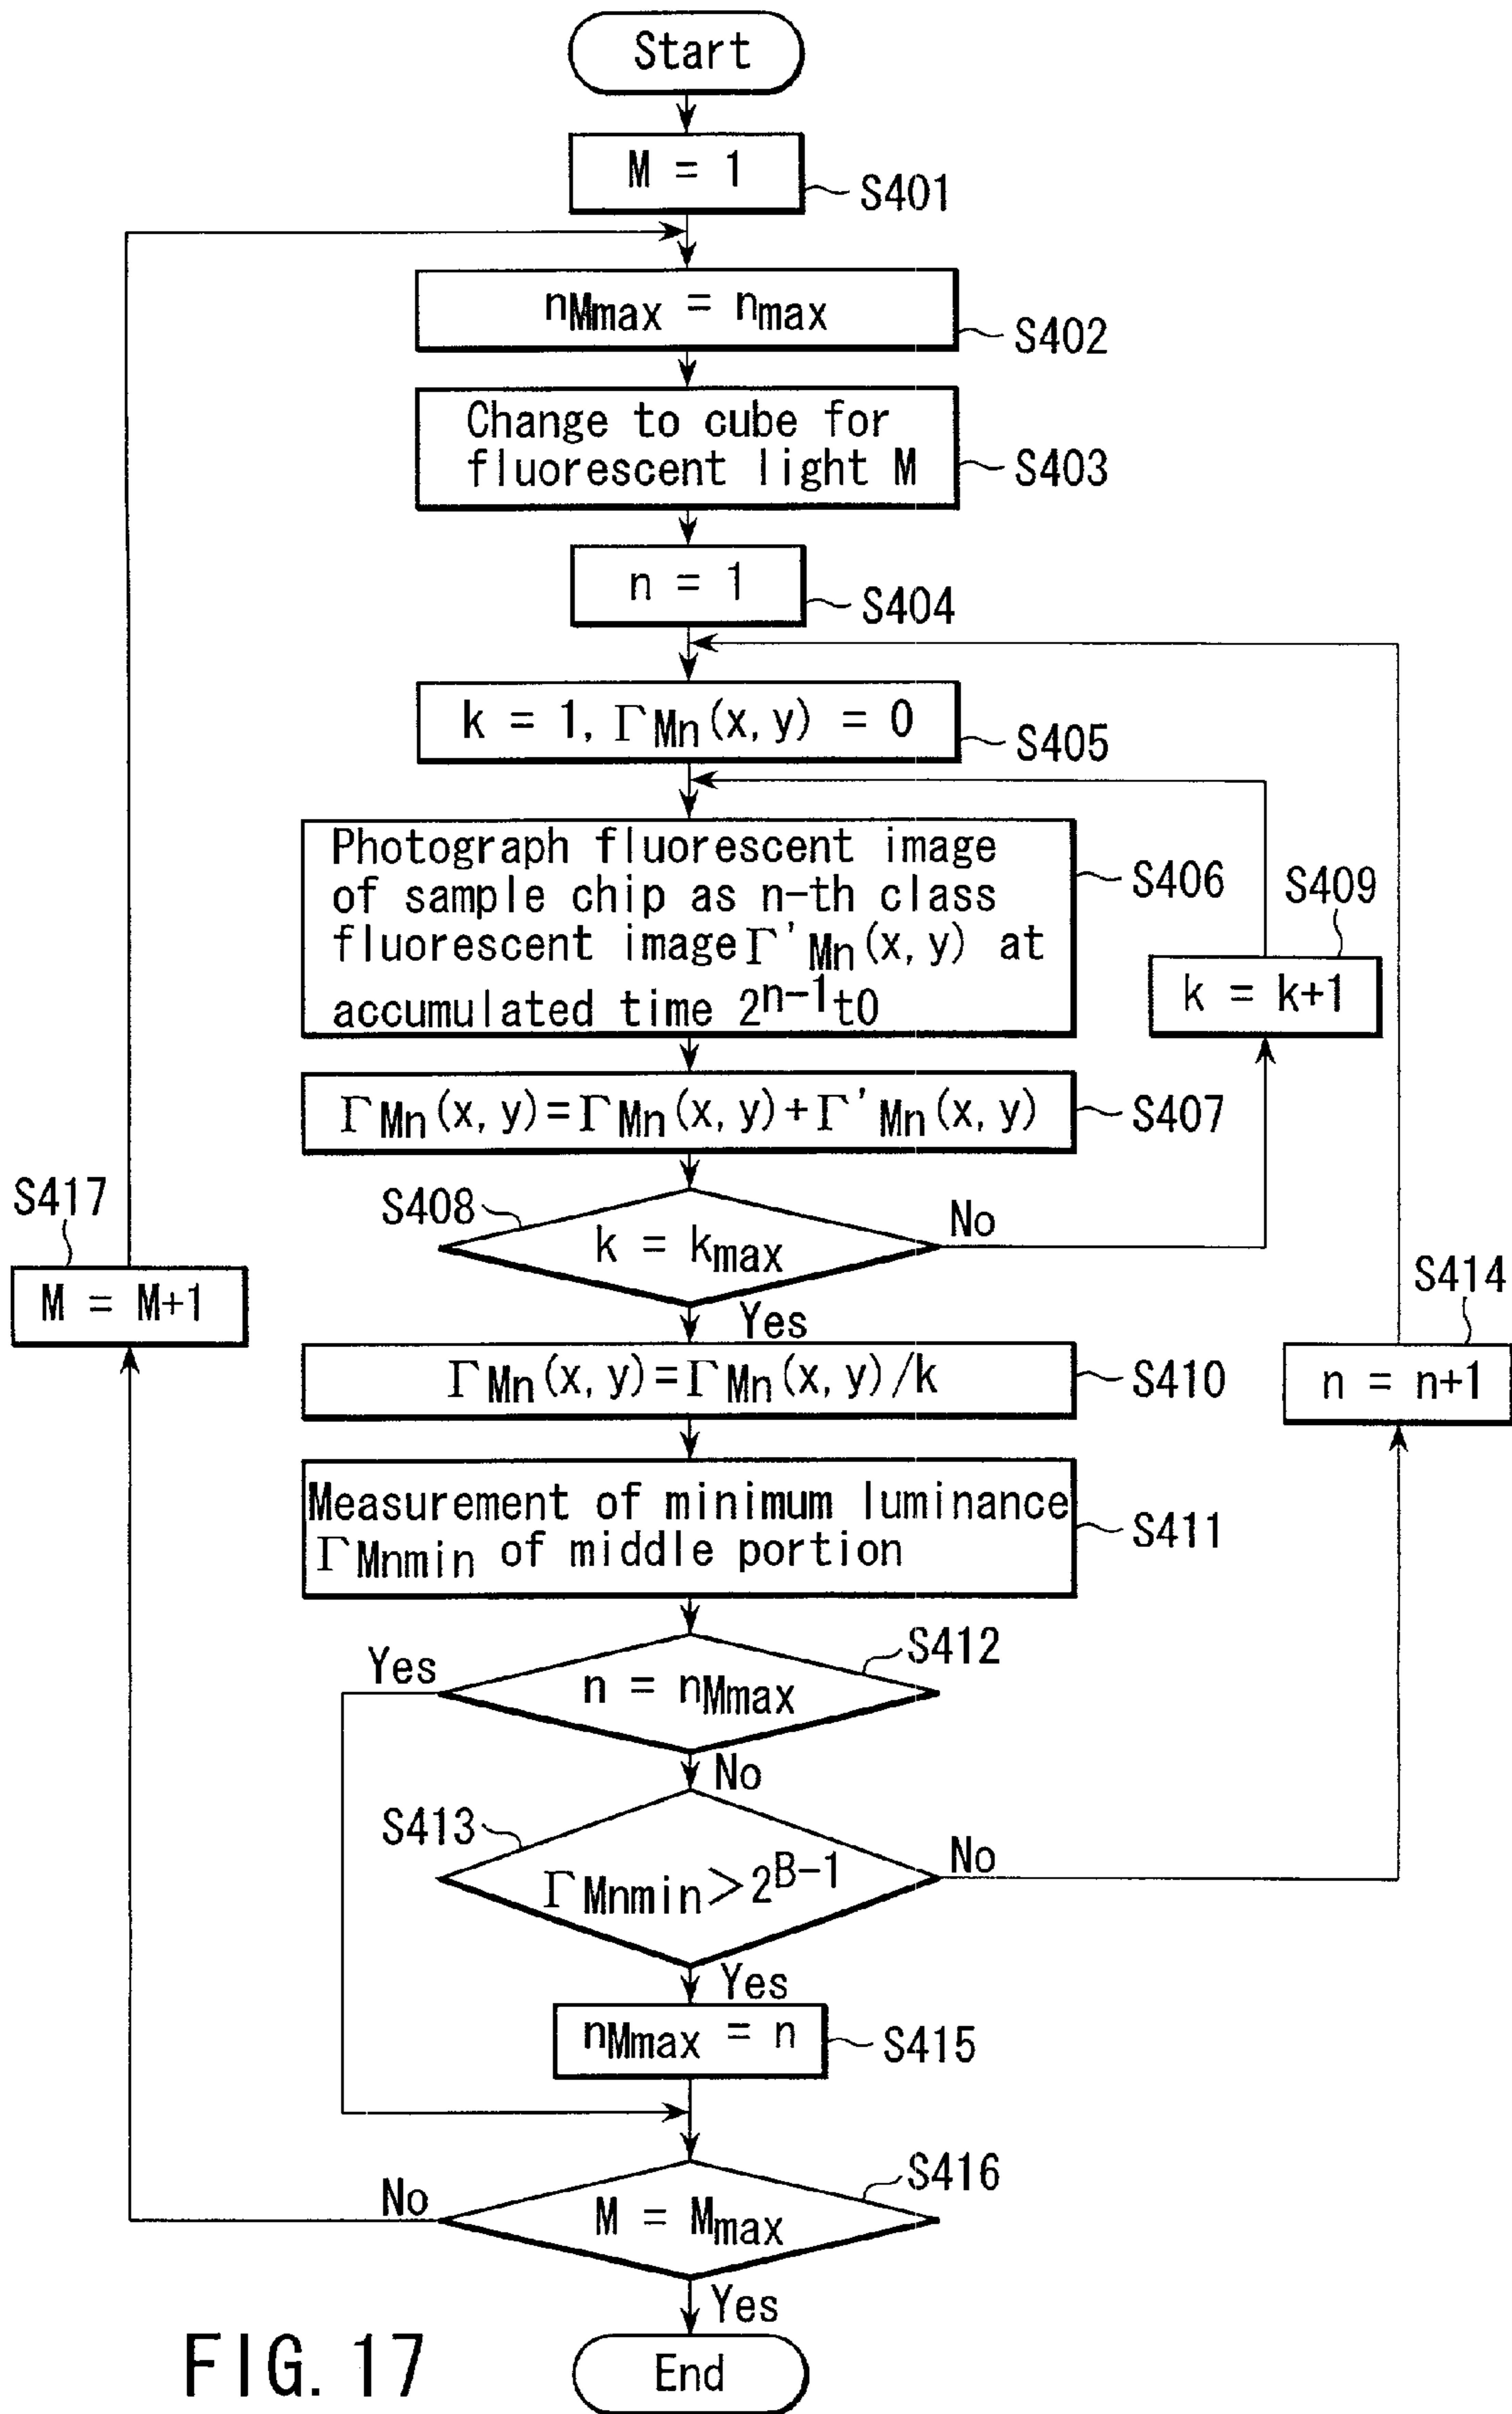 Start
M = 1
S401
nMmax = nmax
S402
Change to cube for
fluorescent light M
S403
n = 1
S404
k = 1, ΓMn(x, y) = 0
S405
Photograph fluorescent image
of sample chip as n-th class
fluorescent image Γ'Mn(x, y) at
accumulated time 2^n-1 t0
S406
S409
k = k+1
ΓMn(x, y)=ΓMn(x, y)+Γ'Mn(x, y)
S407
S408
k = kmax
No
Yes
S417
M = M+1
S414
n = n+1
ΓMn(x, y)=ΓMn(x, y)/k
S410
Measurement of minimum luminance
ΓMnmin of middle portion
S411
S412
Yes
n = nMmax
No
S413
ΓMnmin>2^B-1
No
Yes
nMmax = n
S415
S416
No
M = Mmax
Yes
End
FIG. 17